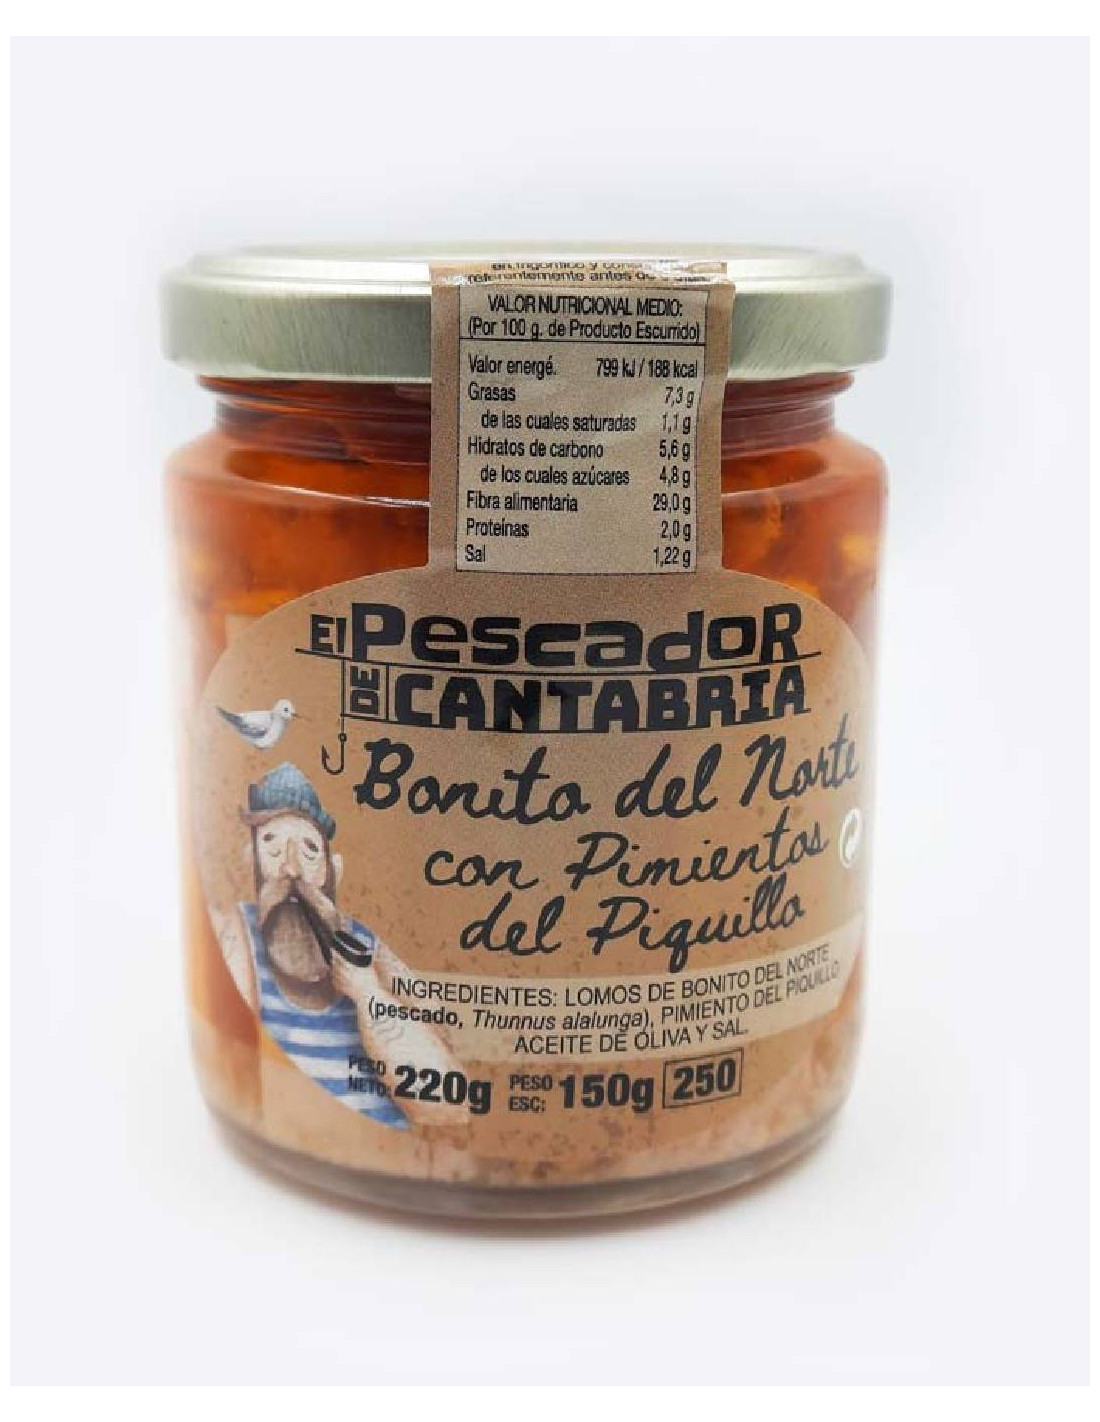 en frigorífico y
antes de
VALOR NUTRICIONAL MEDIO:
(Por 100 g. de Producto Escurrido)
Valor energé. 799 kJ / 188 kcal
Grasas 7,3 g
de las cuales saturadas 1,1 g
Hidratos de carbono 5,6 g
de los cuales azúcares 4,8 g
Fibra alimentaria 29,0 g
Proteínas 2,0 g
Sal 1,22 g
El Pescador
DE CANTABRIA
Bonito del Norte
con Pimientos
del Piquillo
INGREDIENTES: LOMOS DE BONITO DEL NORTE
(pescado, Thunnus alalunga), PIMIENTO DEL PIQUILLO
ACEITE DE OLIVA Y SAL.
PESO NETO: 220g PESO ESC: 150g 250